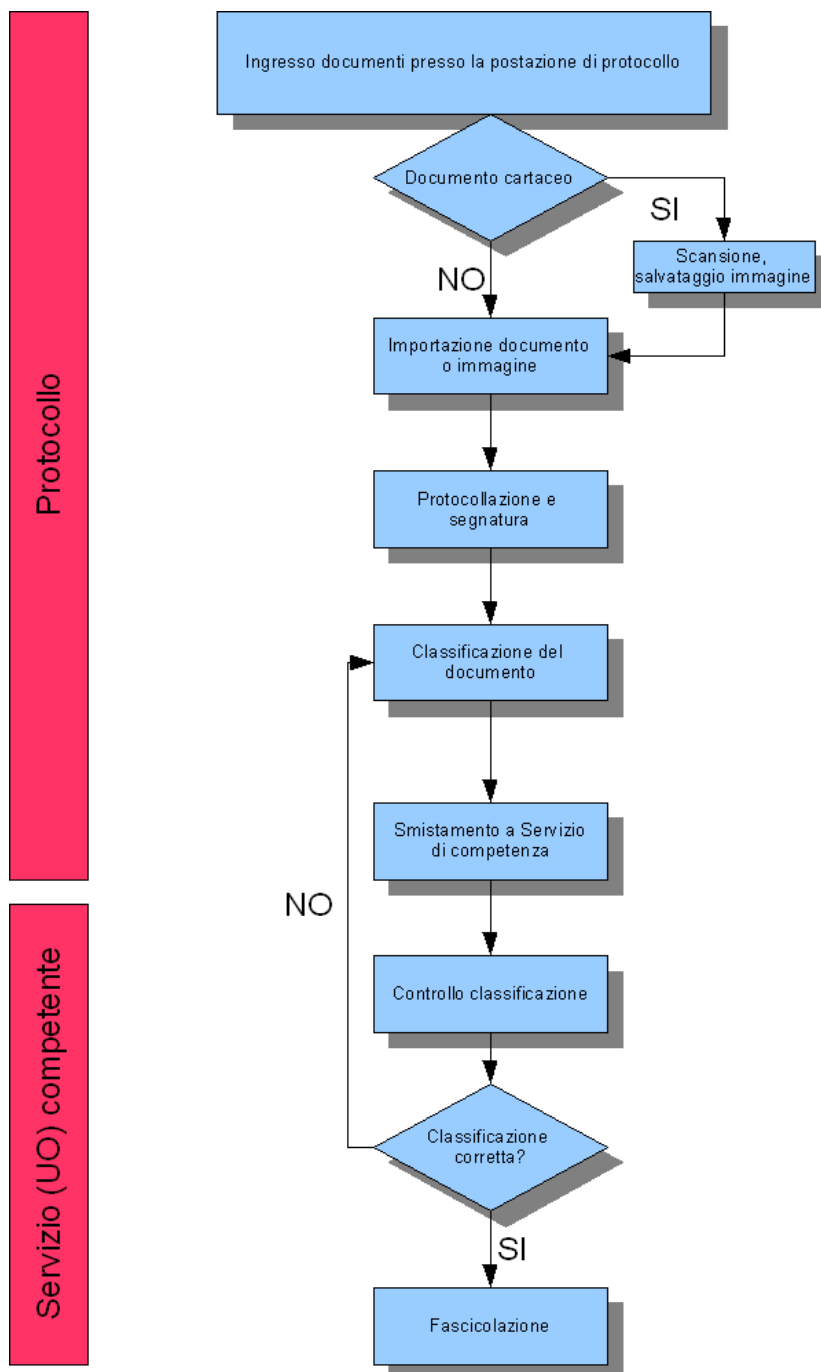 Protocollo
Ingresso documenti presso la postazione di protocollo
Documento cartaceo
SI
Scansione,
salvataggio immagine
NO
Importazione documento
o immagine
Protocollazione e
segnatura
Classificazione del
documento
Smistamento a Servizio
di competenza
Servizio (UO) competente
NO
Controllo classificazione
Classificazione
corretta?
SI
Fascicolazione